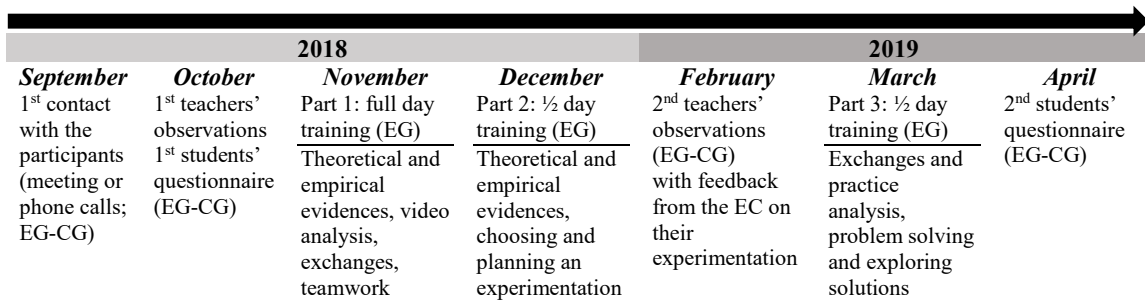 2018
2019
September
1st contact
with the
participants
(meeting or
phone calls;
EG-CG)
October
1st teachers'
observations
1st students'
questionnaire
(EG-CG)
November
Part 1: full day
training (EG)
Theoretical and
empirical
evidences, video
analysis,
exchanges,
teamwork
December
Part 2: ½ day
training (EG)
Theoretical and
empirical
evidences,
choosing and
planning an
experimentation
February
2nd teachers'
observations
(EG-CG)
with feedback
from the EC on
their
experimentation
March
Part 3: ½ day
training (EG)
Exchanges and
practice
analysis,
problem solving
and exploring
solutions
April
2nd students'
questionnaire
(EG-CG)